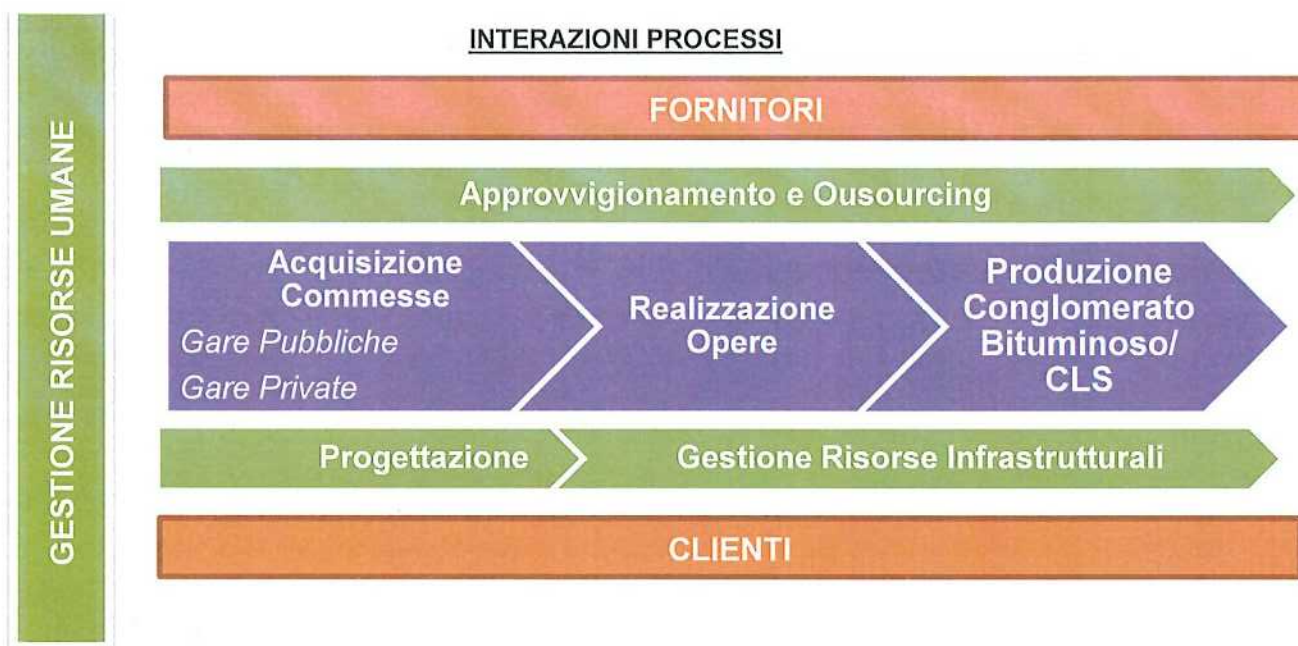 INTERAZIONI PROCESSI
GESTIONE RISORSE UMANE
FORNITORI
Approvvigionamento e Ousourcing
Acquisizione
Commesse
Gare Pubbliche
Gare Private
Realizzazione
Opere
Produzione
Conglomerato
Bituminoso/
CLS
Progettazione
Gestione Risorse Infrastrutturali
CLIENTI